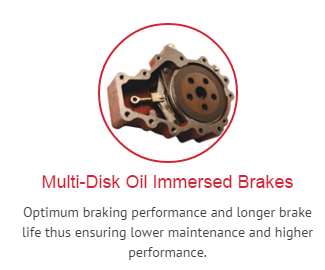 Multi-Disk Oil Immersed Brakes
Optimum braking performance and longer brake
life thus ensuring lower maintenance and higher
performance.